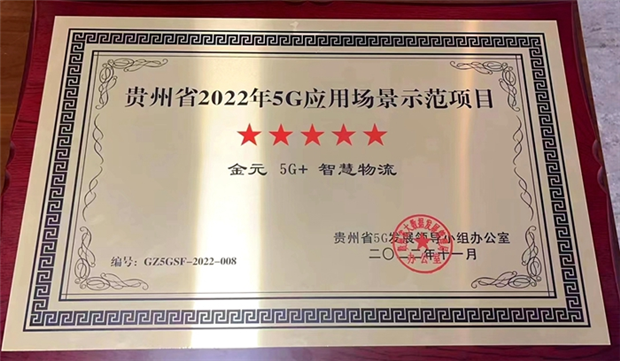 贵州省2022年5G应用场景示范项目
★★★★★
金元 5G+ 智慧物流
贵州省5G发展领导小组办公室
二〇二二年十一月
编号:GZ5GSF-2022-008